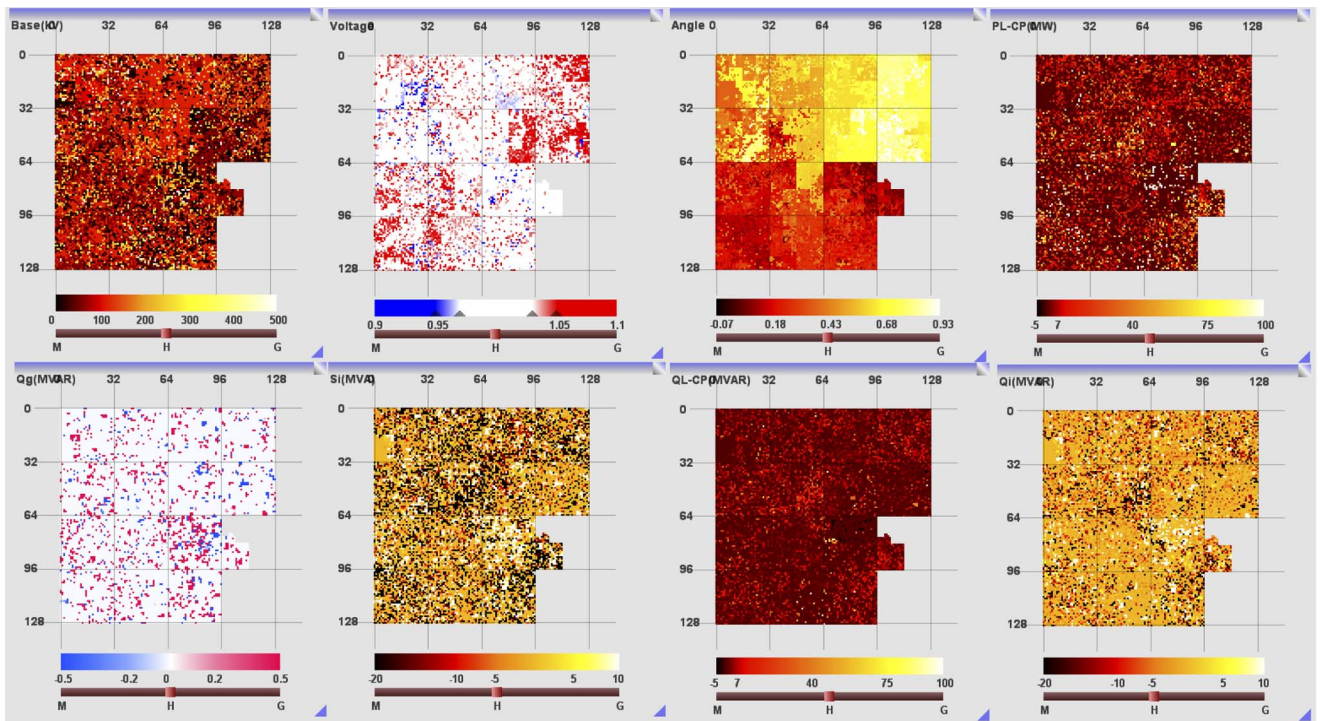 Base(kV) 0 32 64 96 128
0
32
64
96
128
0 100 200 300 400 500
M H G
Voltage 0 32 64 96 128
0
32
64
96
128
0.9 0.95 1.05 1.1
M H G
Angle 0 32 64 96 128
0
32
64
96
128
-0.07 0.18 0.43 0.68 0.93
M H G
PL-CP(MW) 0 32 64 96 128
0
32
64
96
128
-5 7 40 75 100
M H G
Qg(MVAR) 0 32 64 96 128
0
32
64
96
128
-0.5 -0.2 0 0.2 0.5
M H G
Si(MVA) 0 32 64 96 128
0
32
64
96
128
-20 -10 -5 5 10
M H G
QL-CP(MVAR) 0 32 64 96 128
0
32
64
96
128
-5 7 40 75 100
M H G
Qi(MVAR) 0 32 64 96 128
0
32
64
96
128
-20 -10 -5 5 10
M H G